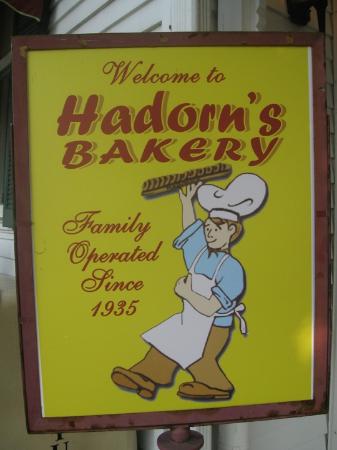 Welcome to
Hadorn's
BAKERY
Family
Operated
Since
1935